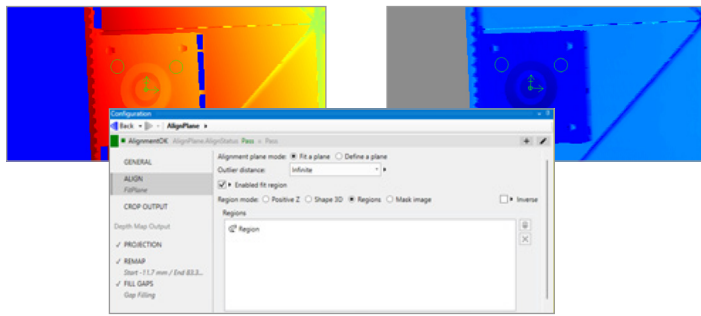 Configuration
Back AlignPlane
AlignmentOK AlignPlane.AlignStatus Pass = Pass
GENERAL
ALIGN
FitPlane
CROP OUTPUT
Depth Map Output
✓ PROJECTION
✓ REMAP
Start -11.7 mm / End 83.3...
✓ FILL GAPS
Gap Filling
Alignment plane mode: Fit a plane Define a plane
Outlier distance: Infinite
Enabled fit region
Region mode: Positive Z Shape 3D Regions Mask image Inverse
Regions
Region